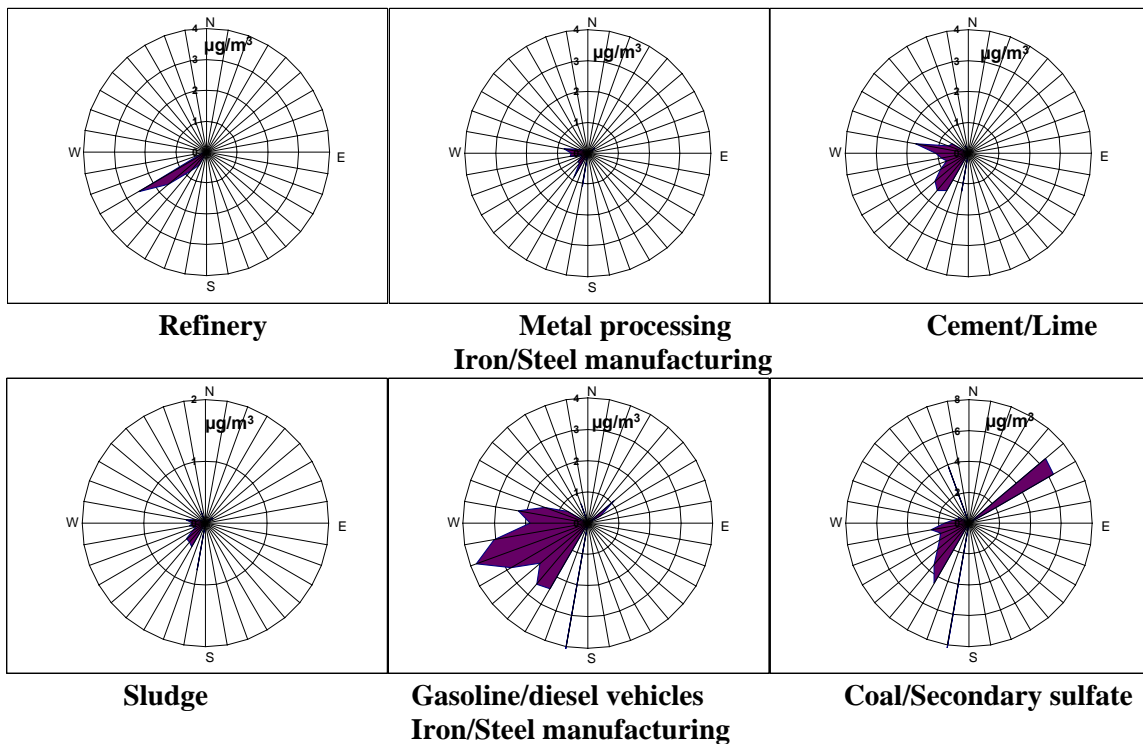 N
4
µg/m³
3
2
1
0
W
E
S
Refinery
N
4
µg/m³
3
2
1
W
E
S
Metal processing
Iron/Steel manufacturing
N
4
µg/m³
3
2
1
W
E
S
Cement/Lime
N
2
µg/m³
1
W
E
S
Sludge
N
4
µg/m³
3
2
1
W
E
S
Gasoline/diesel vehicles
Iron/Steel manufacturing
N
8
µg/m³
6
4
2
W
E
S
Coal/Secondary sulfate